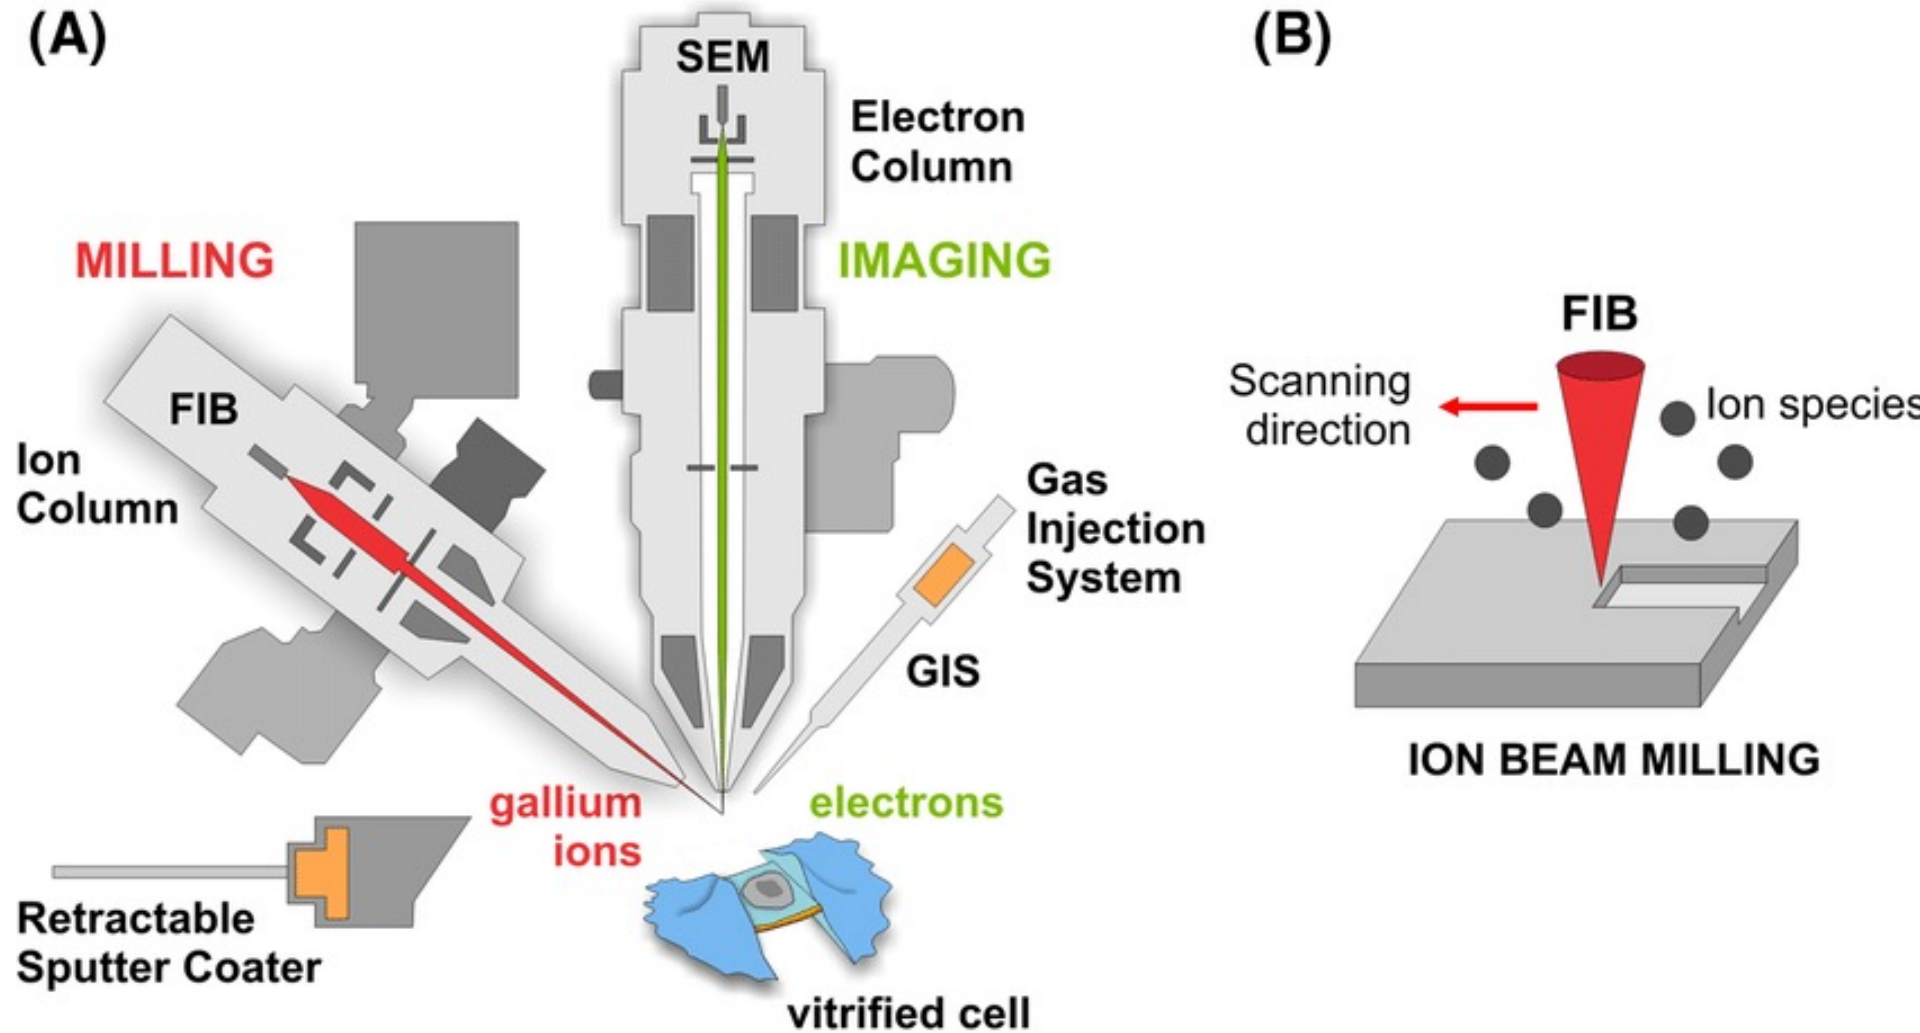 (A)
SEM
Electron
Column
MILLING
IMAGING
FIB
Ion
Column
Gas
Injection
System
GIS
gallium
ions
electrons
Retractable
Sputter Coater
vitrified cell
(B)
FIB
Scanning
direction
Ion species
ION BEAM MILLING